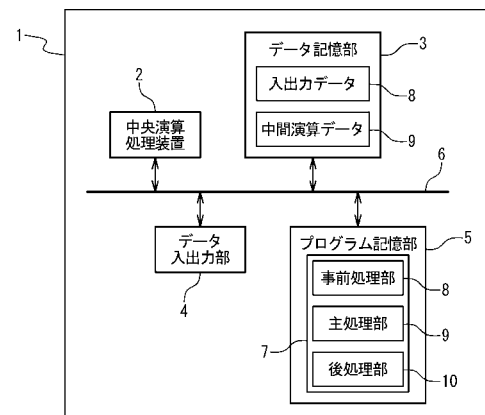 1
データ記憶部
3
入出力データ
8
中間演算データ
9
2
中央演算
処理装置
6
データ
入出力部
4
プログラム記憶部
5
事前処理部
8
主処理部
9
7
後処理部
10